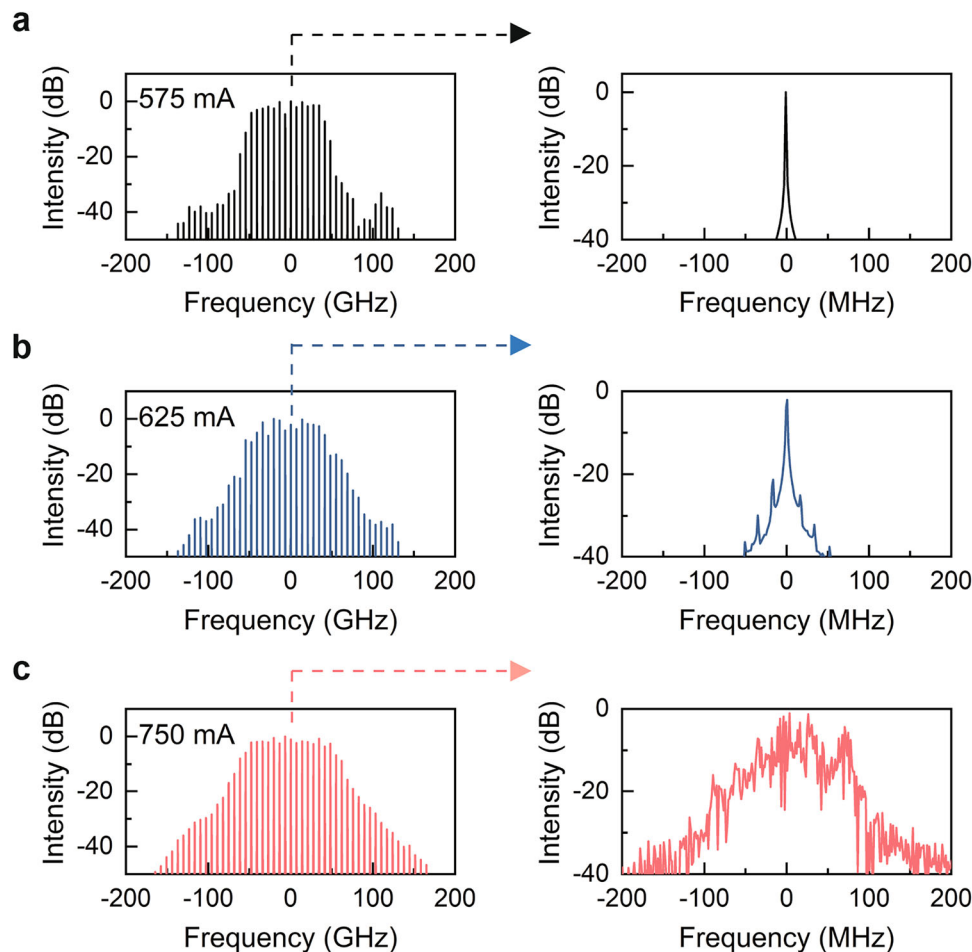 a
575 mA
Intensity (dB)
0
-20
-40
-200 -100 0 100 200
Frequency (GHz)
Intensity (dB)
0
-20
-40
-200 -100 0 100 200
Frequency (MHz)
b
625 mA
Intensity (dB)
0
-20
-40
-200 -100 0 100 200
Frequency (GHz)
Intensity (dB)
0
-20
-40
-200 -100 0 100 200
Frequency (MHz)
c
750 mA
Intensity (dB)
0
-20
-40
-200 -100 0 100 200
Frequency (GHz)
Intensity (dB)
0
-20
-40
-200 -100 0 100 200
Frequency (MHz)